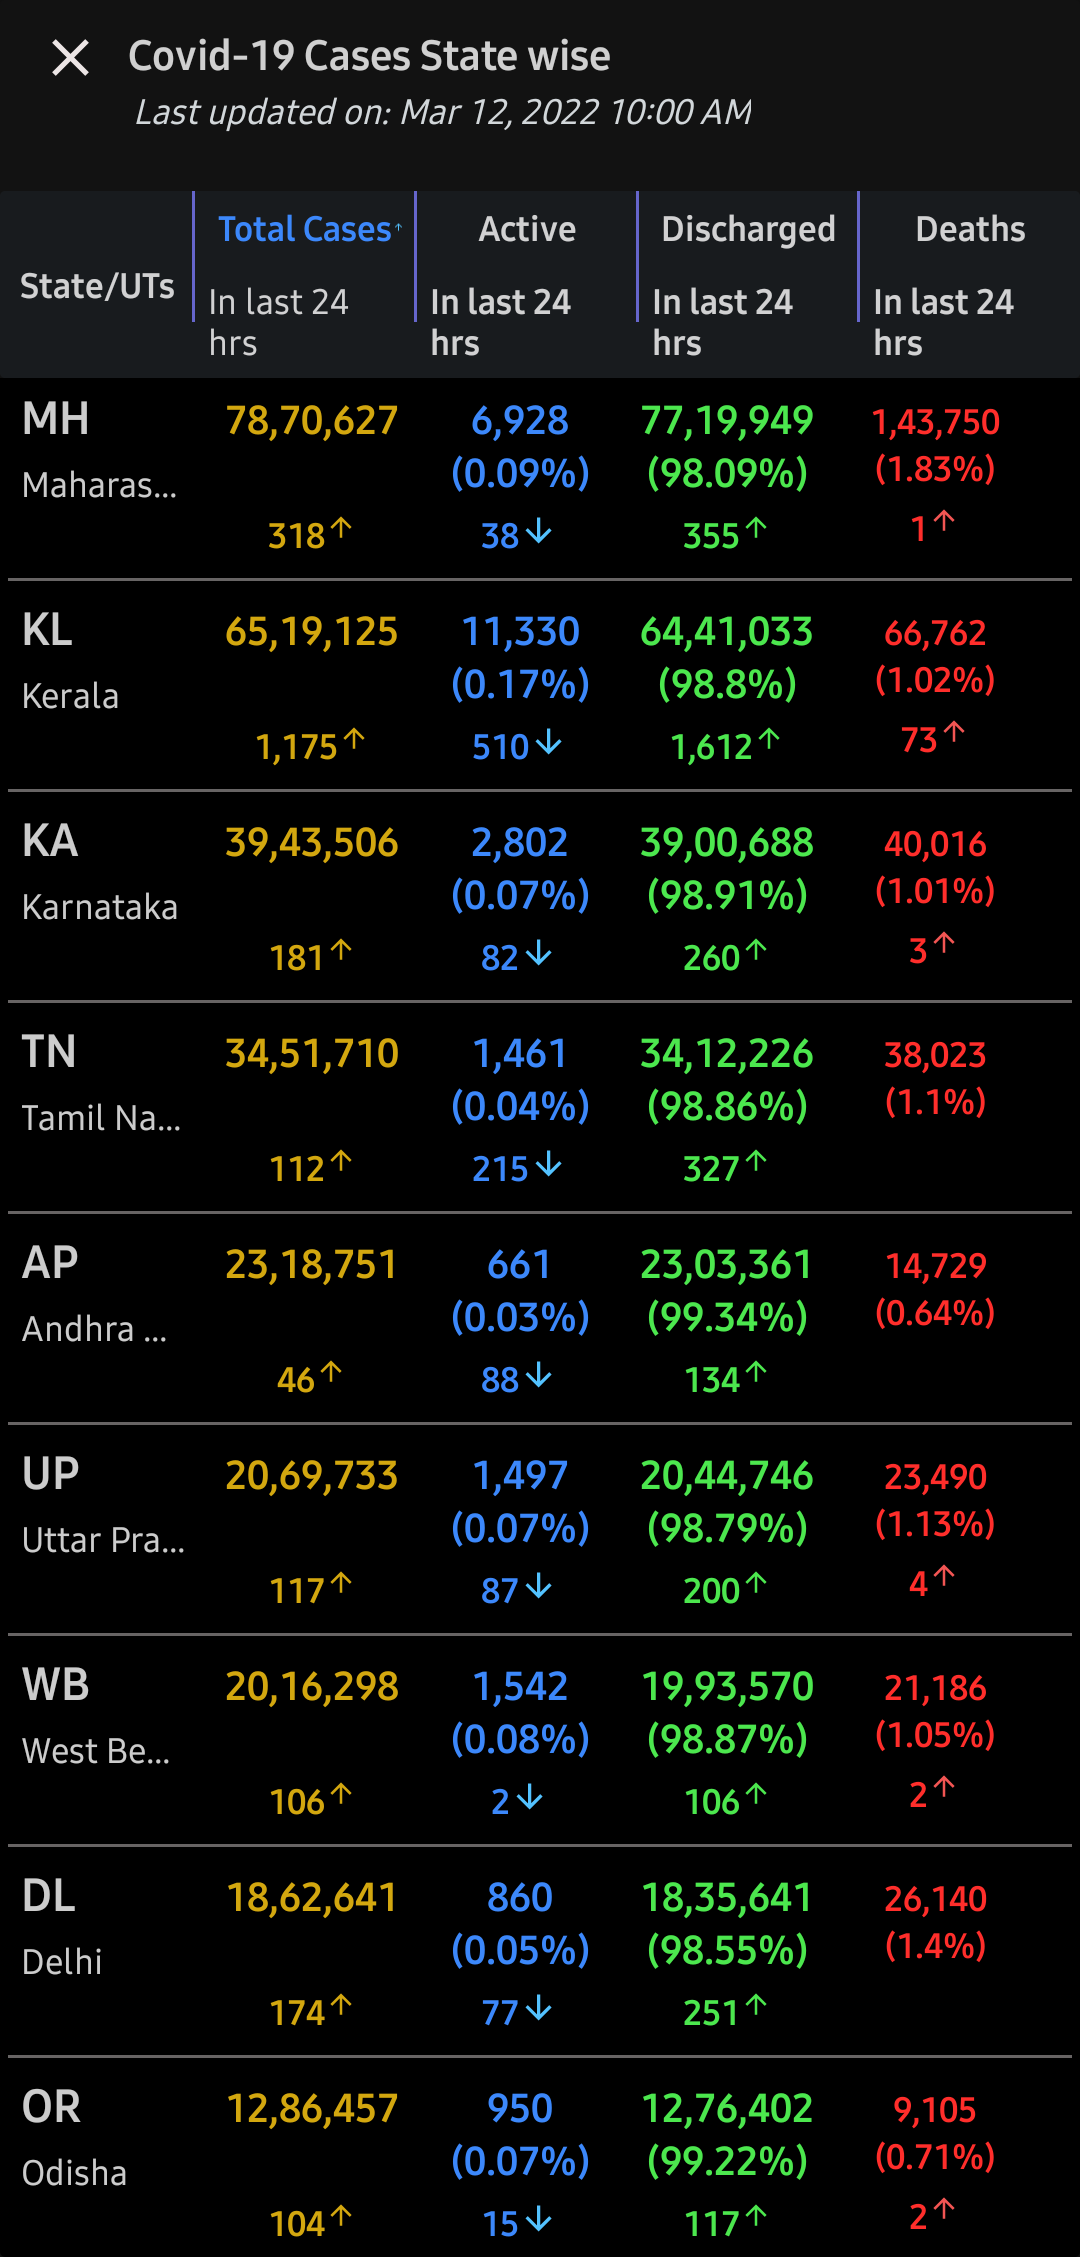 Covid-19 Cases State wise
Last updated on: Mar 12, 2022 10:00 AM
State/UTs
Total Cases↑
In last 24
hrs
Active
In last 24
hrs
Discharged
In last 24
hrs
Deaths
In last 24
hrs
MH 78,70,627 6,928 77,19,949 1,43,750
(0.09%) (98.09%) (1.83%)
Maharas...
318↑ 38↓ 355↑ 1↑
KL 65,19,125 11,330 64,41,033 66,762
(0.17%) (98.8%) (1.02%)
Kerala
1,175↑ 510↓ 1,612↑ 73↑
KA 39,43,506 2,802 39,00,688 40,016
(0.07%) (98.91%) (1.01%)
Karnataka
181↑ 82↓ 260↑ 3↑
TN 34,51,710 1,461 34,12,226 38,023
(0.04%) (98.86%) (1.1%)
Tamil Na...
112↑ 215↓ 327↑
AP 23,18,751 661 23,03,361 14,729
(0.03%) (99.34%) (0.64%)
Andhra ...
46↑ 88↓ 134↑
UP 20,69,733 1,497 20,44,746 23,490
(0.07%) (98.79%) (1.13%)
Uttar Pra...
117↑ 87↓ 200↑ 4↑
WB 20,16,298 1,542 19,93,570 21,186
(0.08%) (98.87%) (1.05%)
West Be...
106↑ 2↓ 106↑ 2↑
DL 18,62,641 860 18,35,641 26,140
(0.05%) (98.55%) (1.4%)
Delhi
174↑ 77↓ 251↑
OR 12,86,457 950 12,76,402 9,105
(0.07%) (99.22%) (0.71%)
Odisha
104↑ 15↓ 117↑ 2↑